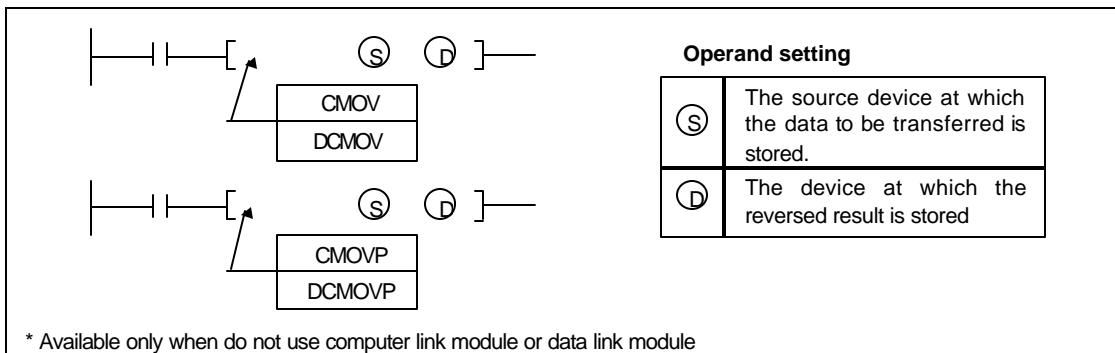 S D
CMOV
DCMOV
S D
CMOVP
DCMOVP
Operand setting
S
The source device at which
the data to be transferred is
stored.
D
The device at which the
reversed result is stored
* Available only when do not use computer link module or data link module